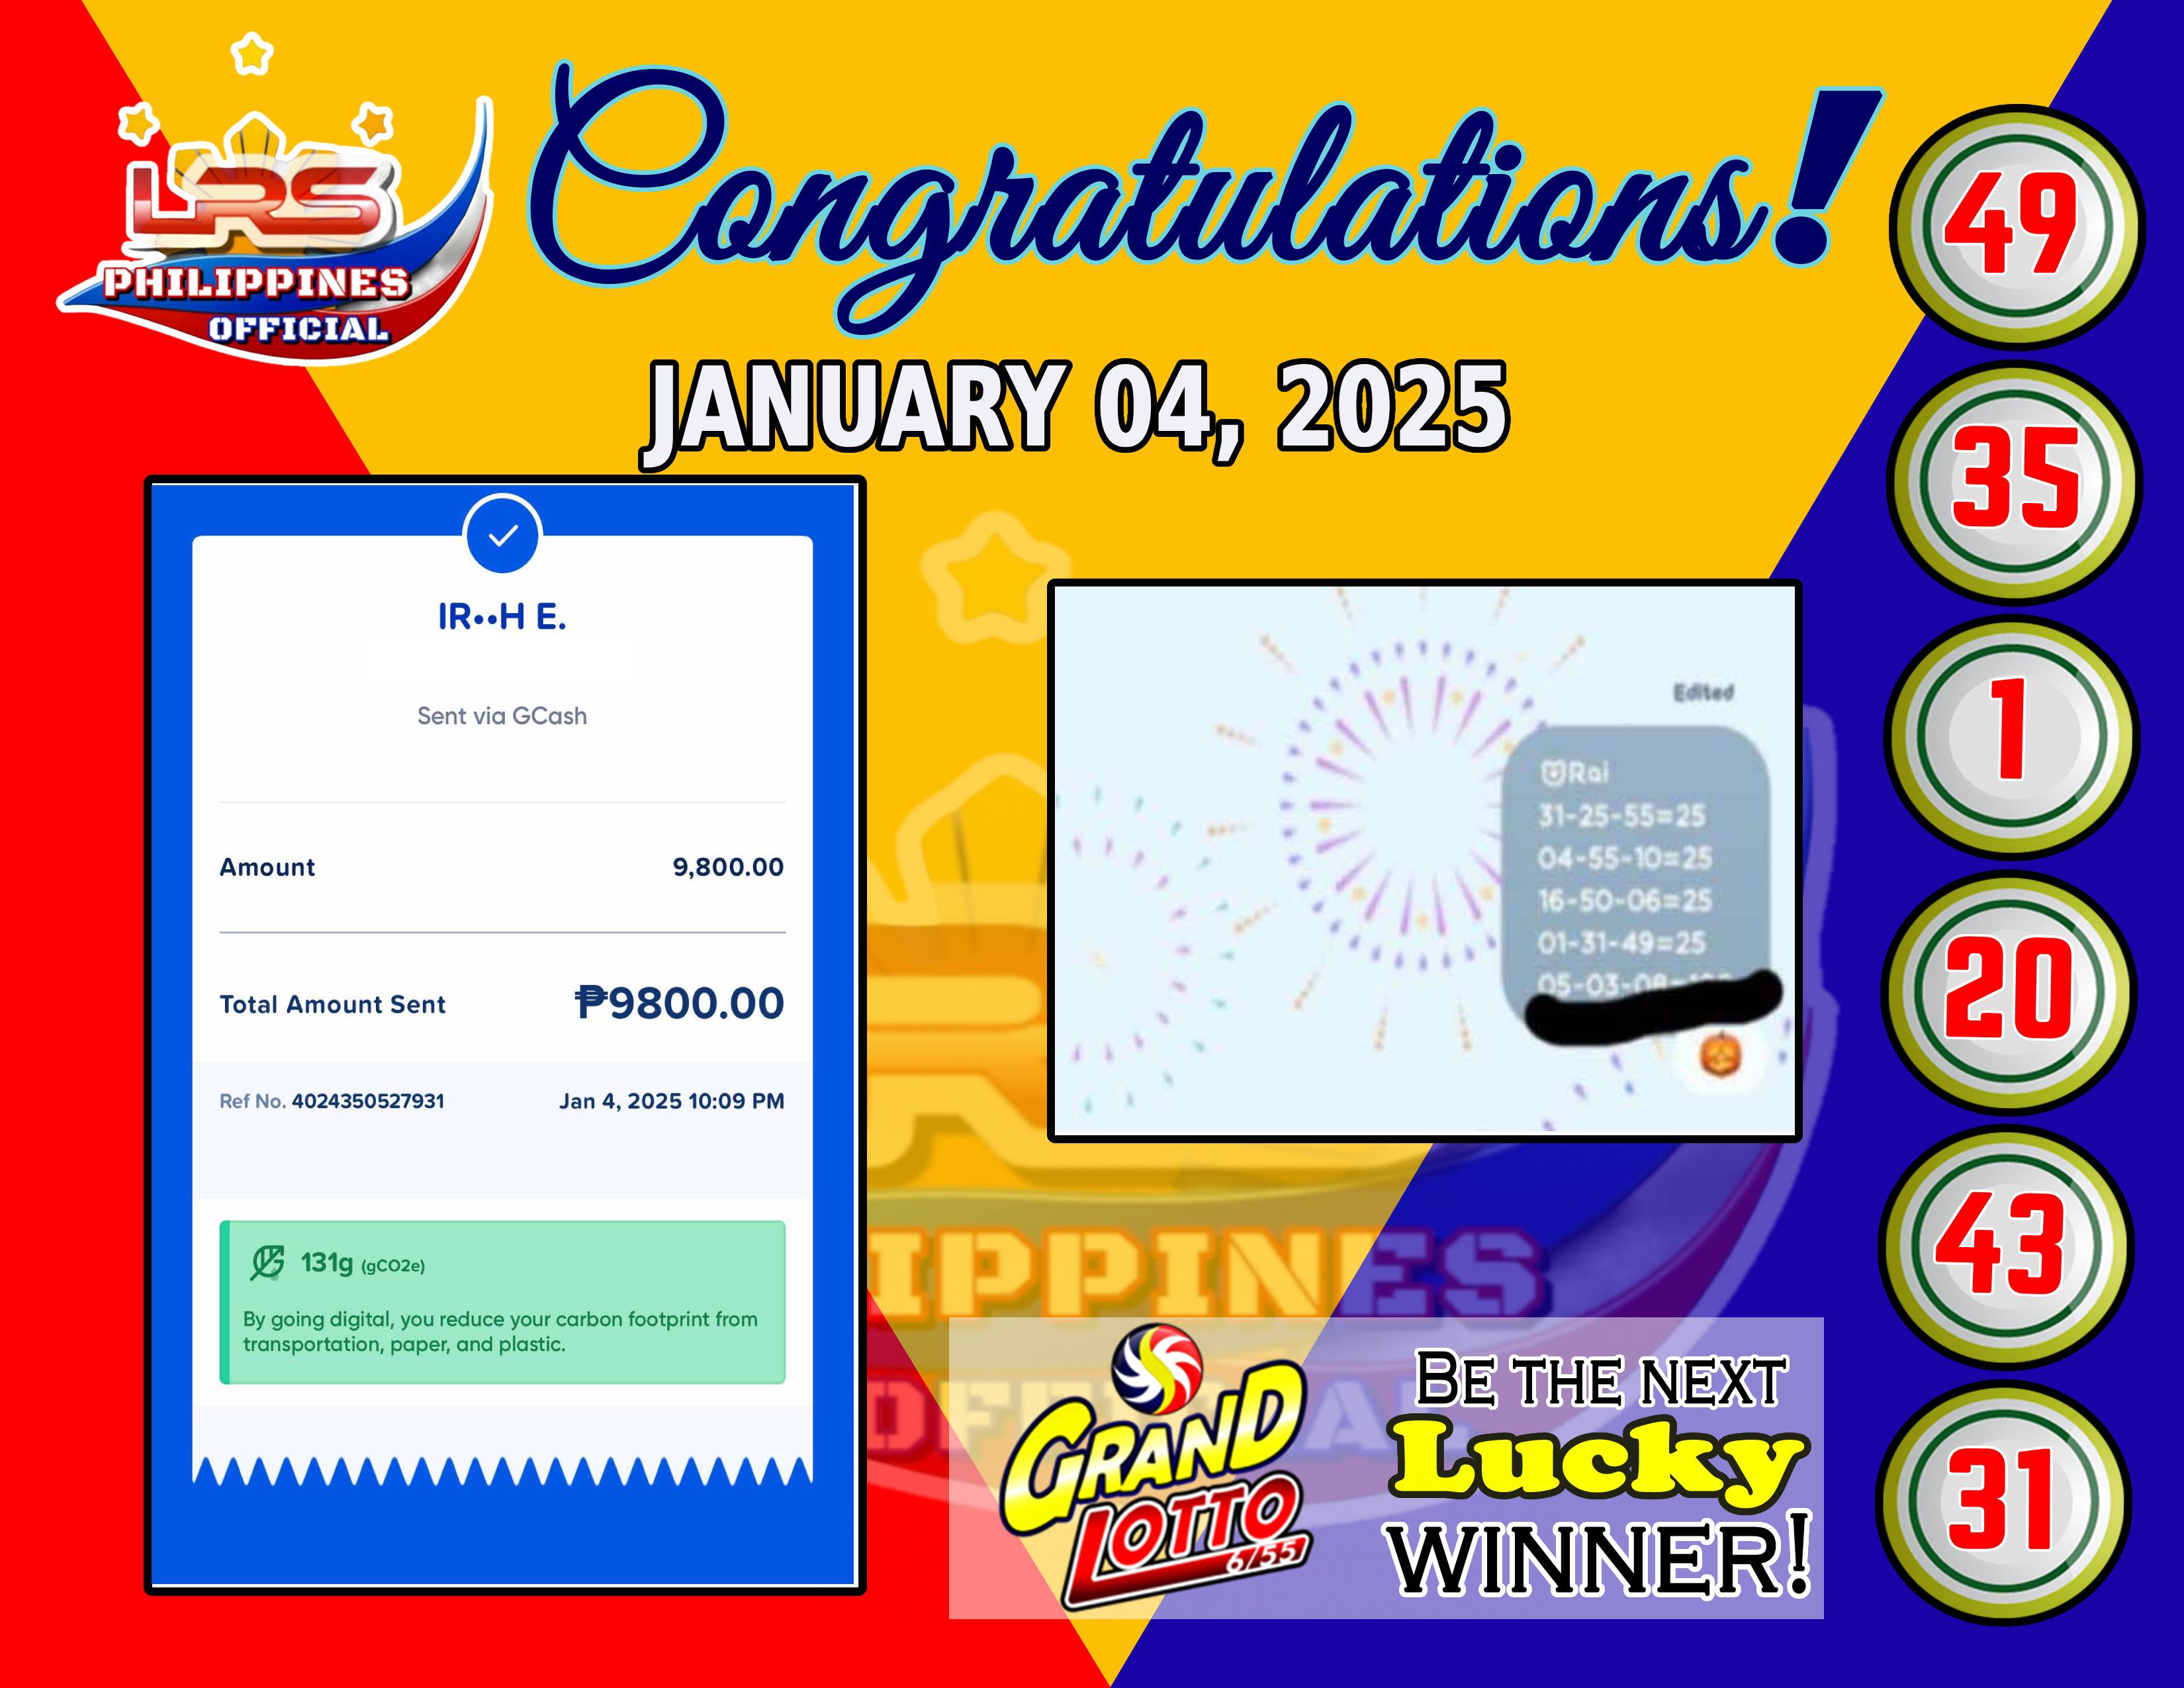 LRS
PHILIPPINES
OFFICIAL
Congratulations!
JANUARY 04, 2025
IR••H E.
Sent via GCash
Amount 9,800.00
Total Amount Sent ₱9800.00
Ref No. 4024350527931 Jan 4, 2025 10:09 PM
131g (gCO2e)
By going digital, you reduce your carbon footprint from
transportation, paper, and plastic.
Edited
Rai
31-25-55=25
04-55-10=25
16-50-06=25
01-31-49=25
05-03-08
GRAND
LOTTO
6/55
BE THE NEXT
Lucky
WINNER!
49
35
1
20
43
31